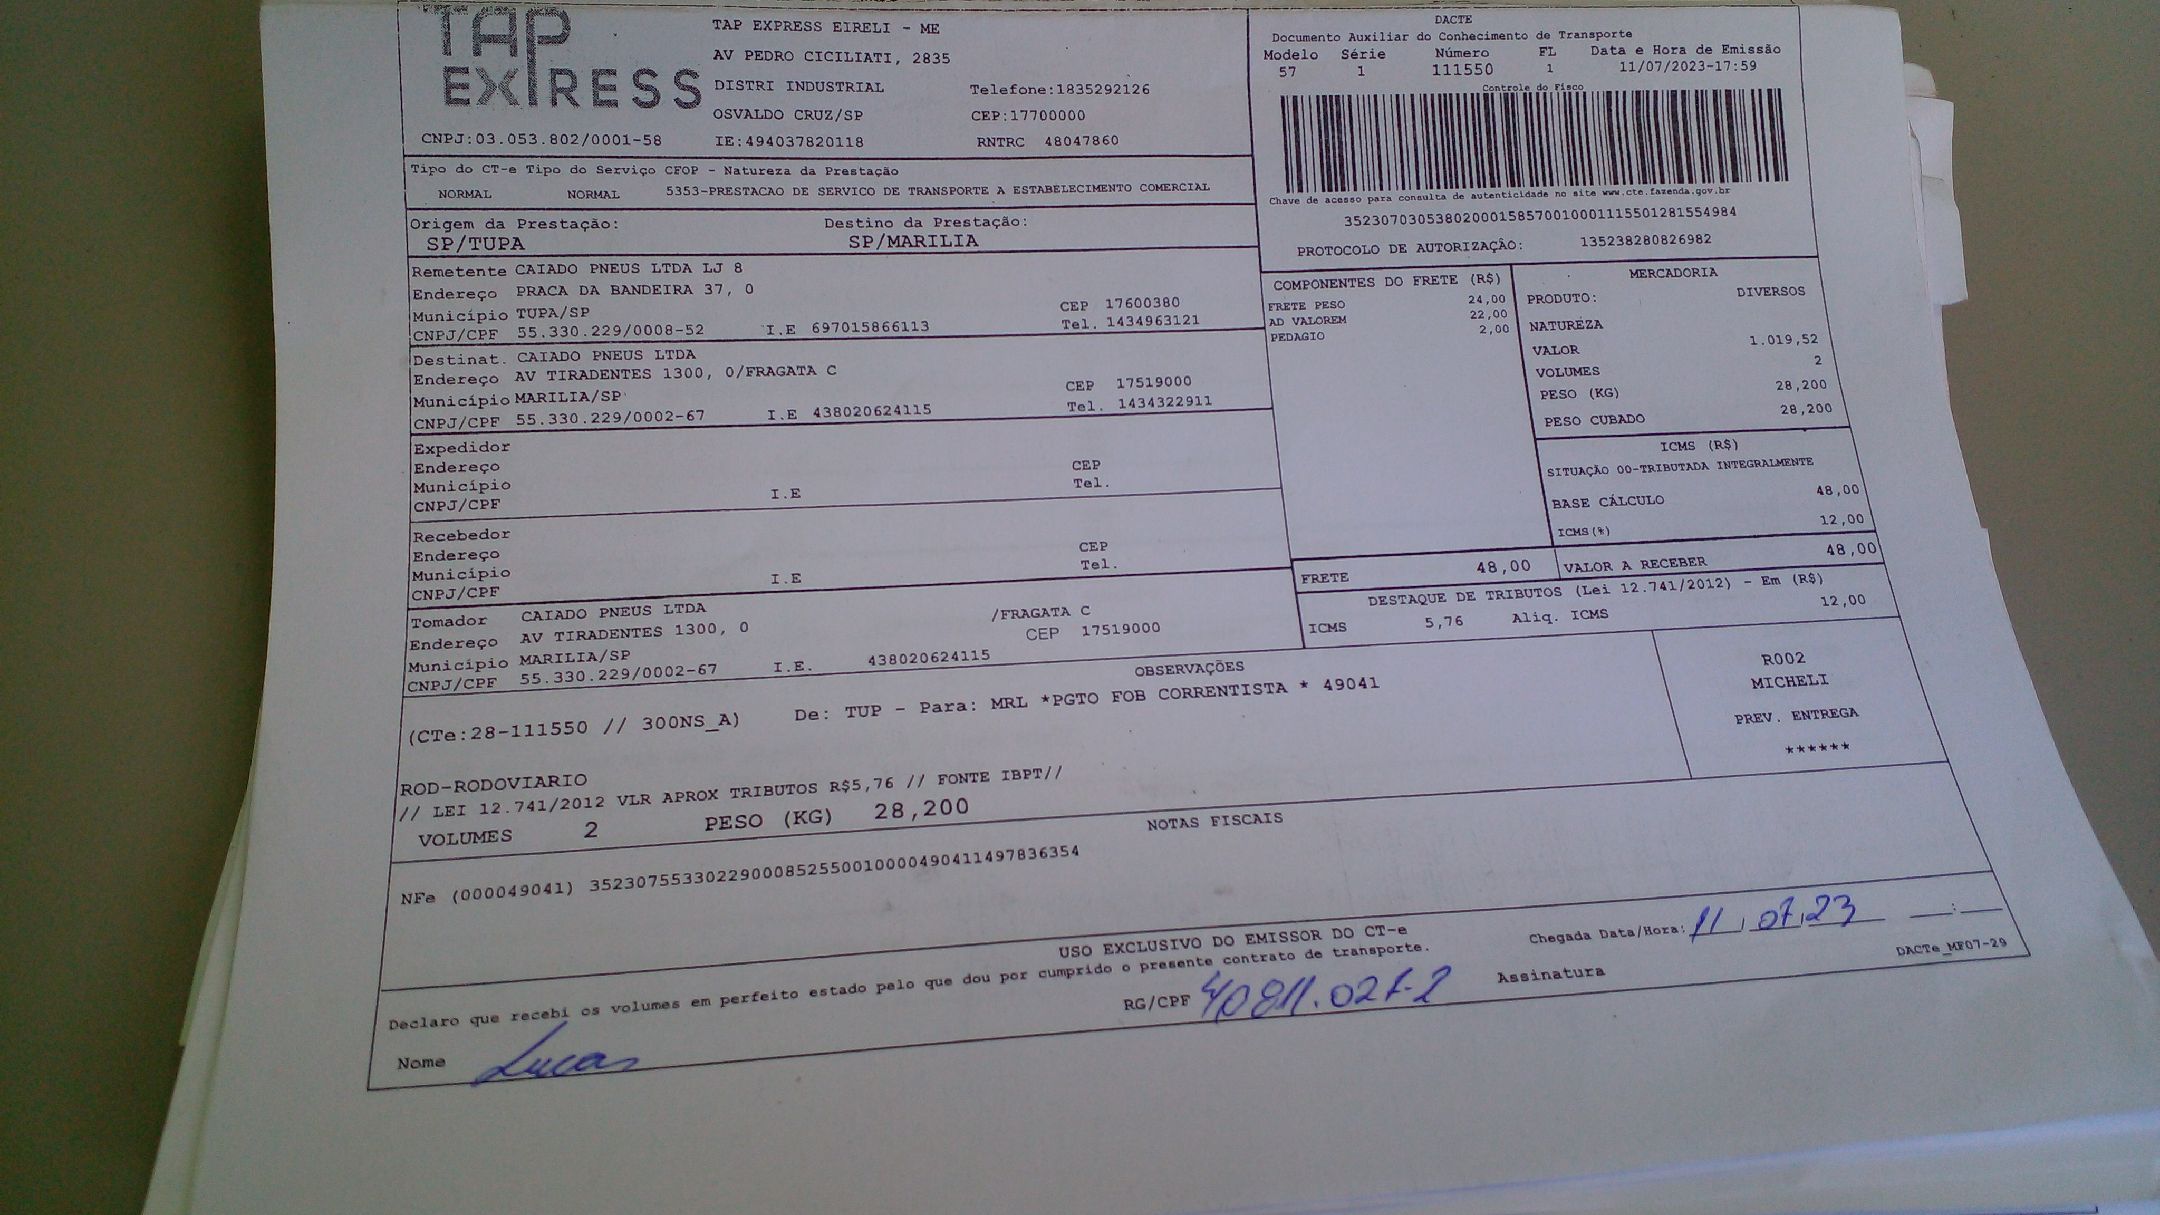 TAP EXPRESS
TAP EXPRESS EIRELI - ME
AV PEDRO CICILIATI, 2835
DISTRI INDUSTRIAL Telefone:1835292126
OSVALDO CRUZ/SP CEP:17700000
CNPJ:03.053.802/0001-58 IE:494037820118 RNTRC 48047860
DACTE
Documento Auxiliar do Conhecimento de Transporte
Modelo Série Número FL Data e Hora de Emissão
57 1 111550 1 11/07/2023-17:59
Controle do Fisco
Chave de acesso para consulta de autenticidade no site www.cte.fazenda.gov.br
35230703053802000158570010001115501281554984
PROTOCOLO DE AUTORIZAÇÃO: 135238280826982
Tipo do CT-e Tipo do Serviço CFOP - Natureza da Prestação
NORMAL NORMAL 5353-PRESTACAO DE SERVICO DE TRANSPORTE A ESTABELECIMENTO COMERCIAL
Origem da Prestação: Destino da Prestação:
SP/TUPA SP/MARILIA
Remetente CAIADO PNEUS LTDA LJ 8
Endereço PRACA DA BANDEIRA 37, 0
Município TUPA/SP CEP 17600380
CNPJ/CPF 55.330.229/0008-52 I.E 697015866113 Tel. 1434963121
Destinat. CAIADO PNEUS LTDA
Endereço AV TIRADENTES 1300, 0/FRAGATA C
Município MARILIA/SP CEP 17519000
CNPJ/CPF 55.330.229/0002-67 I.E 438020624115 Tel. 1434322911
Expedidor
Endereço CEP
Município Tel.
CNPJ/CPF I.E
Recebedor
Endereço CEP
Município Tel.
CNPJ/CPF I.E
Tomador CAIADO PNEUS LTDA
Endereço AV TIRADENTES 1300, 0 /FRAGATA C
Município MARILIA/SP CEP 17519000
CNPJ/CPF 55.330.229/0002-67 I.E. 438020624115
COMPONENTES DO FRETE (R$)
FRETE PESO 24,00
AD VALOREM 22,00
PEDAGIO 2,00
MERCADORIA
PRODUTO: DIVERSOS
NATUREZA
VALOR 1.019,52
VOLUMES 2
PESO (KG) 28,200
PESO CUBADO 28,200
ICMS (R$)
SITUAÇÃO 00-TRIBUTADA INTEGRALMENTE
BASE CÁLCULO 48,00
ICMS(%) 12,00
FRETE 48,00 VALOR A RECEBER 48,00
DESTAQUE DE TRIBUTOS (Lei 12.741/2012) - Em (R$)
ICMS 5,76 Aliq. ICMS 12,00
OBSERVAÇÕES
(CTe:28-111550 // 300NS_A) De: TUP - Para: MRL *PGTO FOB CORRENTISTA * 49041
R002
MICHELI
PREV. ENTREGA
******
ROD-RODOVIARIO
// LEI 12.741/2012 VLR APROX TRIBUTOS R$5,76 // FONTE IBPT//
VOLUMES 2 PESO (KG) 28,200
NOTAS FISCAIS
NFe (000049041) 35230755330229000852550010000490411497836354
USO EXCLUSIVO DO EMISSOR DO CT-e
Chegada Data/Hora: 11/07/23 __:__
Declaro que recebi os volumes em perfeito estado pelo que dou por cumprido o presente contrato de transporte.
DACTe_MF07-29
Nome Lucas RG/CPF Assinatura